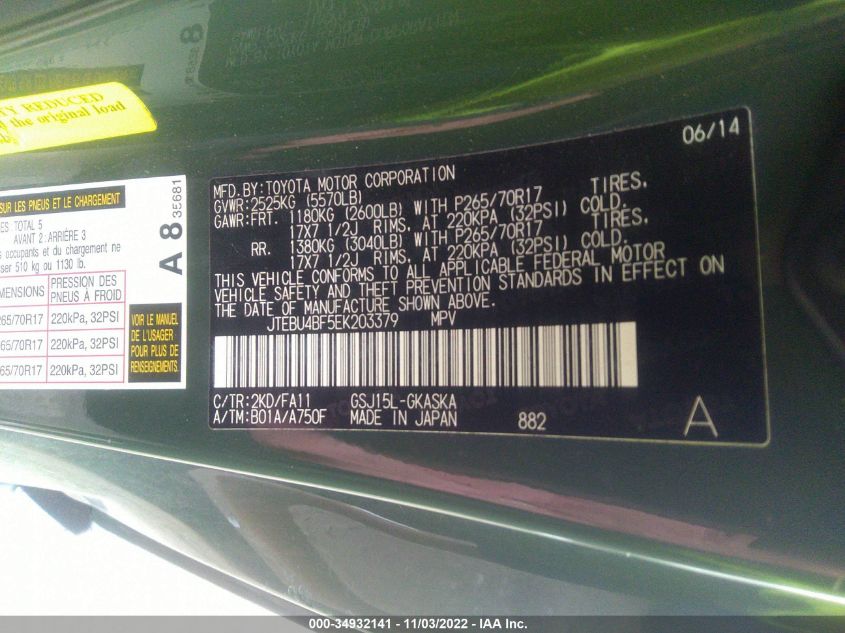 TY REDUCED
the original load
SUR LES PNEUS ET LE CHARGEMENT
TOTAL 5
AVANT 2 : ARRIÈRE 3
occupants et du chargement ne
510 kg ou 1130 lb.
PRESSION DES
PNEUS À FROID
65/70R17 220kPa, 32PSI
65/70R17 220kPa, 32PSI
65/70R17 220kPa, 32PSI
A 8 35681
VOIR LE MANUEL
DE L'USAGER
POUR PLUS DE
RENSEIGNEMENTS.
06/14
MFD.BY:TOYOTA MOTOR CORPORATION
GVWR:2525KG (5570LB)
GAWR:FRT. 1180KG (2600LB) WITH P265/70R17 TIRES,
17X7 1/2J RIMS, AT 220KPA (32PSI) COLD.
RR. 1380KG (3040LB) WITH P265/70R17 TIRES,
17X7 1/2J RIMS, AT 220KPA (32PSI) COLD.
THIS VEHICLE CONFORMS TO ALL APPLICABLE FEDERAL MOTOR
VEHICLE SAFETY AND THEFT PREVENTION STANDARDS IN EFFECT ON
THE DATE OF MANUFACTURE SHOWN ABOVE.
JTEBU4BF5EK203379 MPV
C/TR:2KD/FA11 GSJ15L-GKASKA
A/TM:B01A/A750F MADE IN JAPAN 882 A
000-34932141 - 11/03/2022 - IAA Inc.